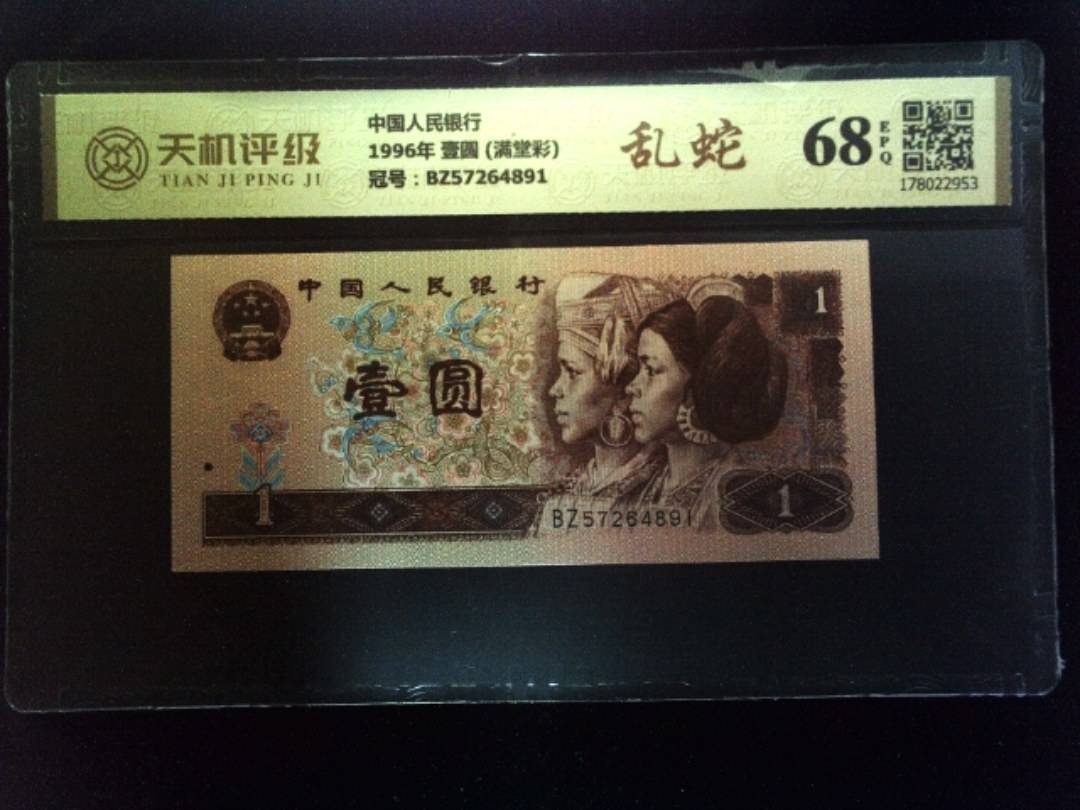 天机评级
TIAN JI PING JI
中国人民银行
1996年 壹圆 (满堂彩)
冠号：BZ57264891
乱蛇
68
EPQ
178022953
中国人民银行
壹圆
1
1
1
BZ57264891